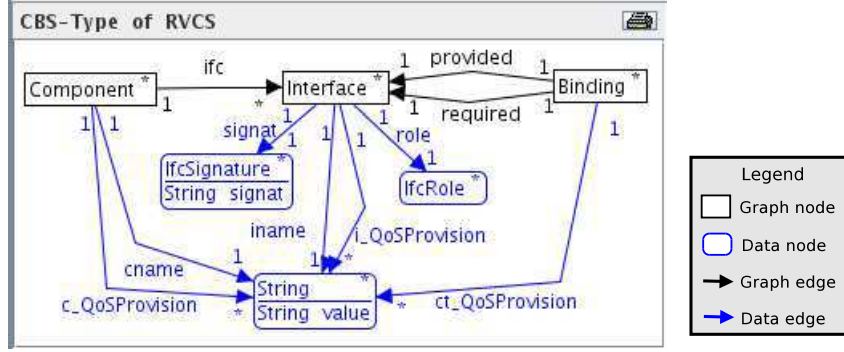 CBS-Type of RVCS
ifc
1 provided 1
Component *
Interface *
Binding *
1
*
1 required 1
1 1
signat
1
1
1
1
1
role
1
1
IfcSignature *
String signat
IfcRole *
iname
i_QoSProvision
cname
1
1
*
c_QoSProvision
*
String *
String value
*
ct_QoSProvision
Legend
Graph node
Data node
Graph edge
Data edge